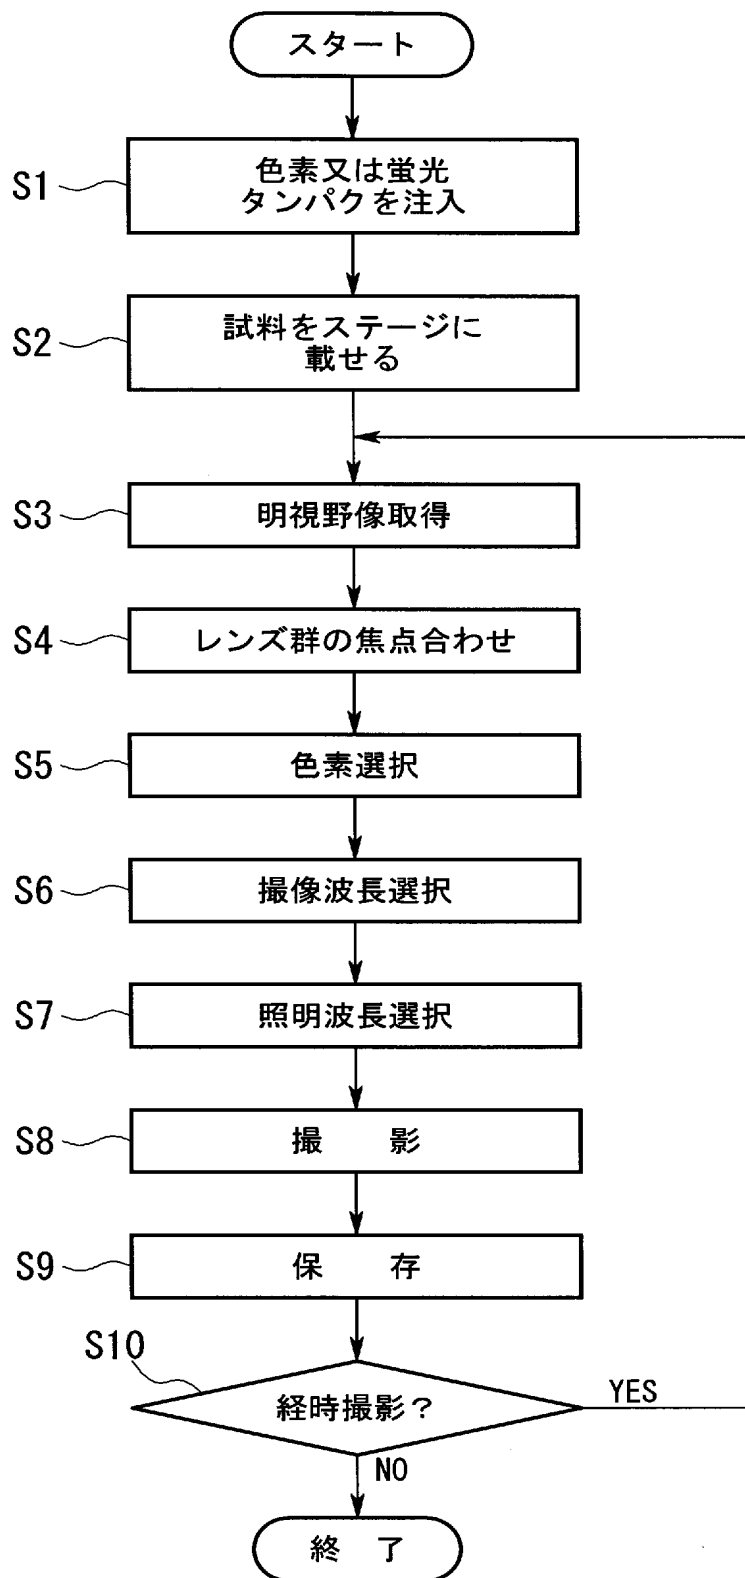 スタート
S1
色素又は蛍光
タンパクを注入
S2
試料をステージに
載せる
S3
明視野像取得
S4
レンズ群の焦点合わせ
S5
色素選択
S6
撮像波長選択
S7
照明波長選択
S8
撮 影
S9
保 存
S10
経時撮影?
YES
NO
終 了